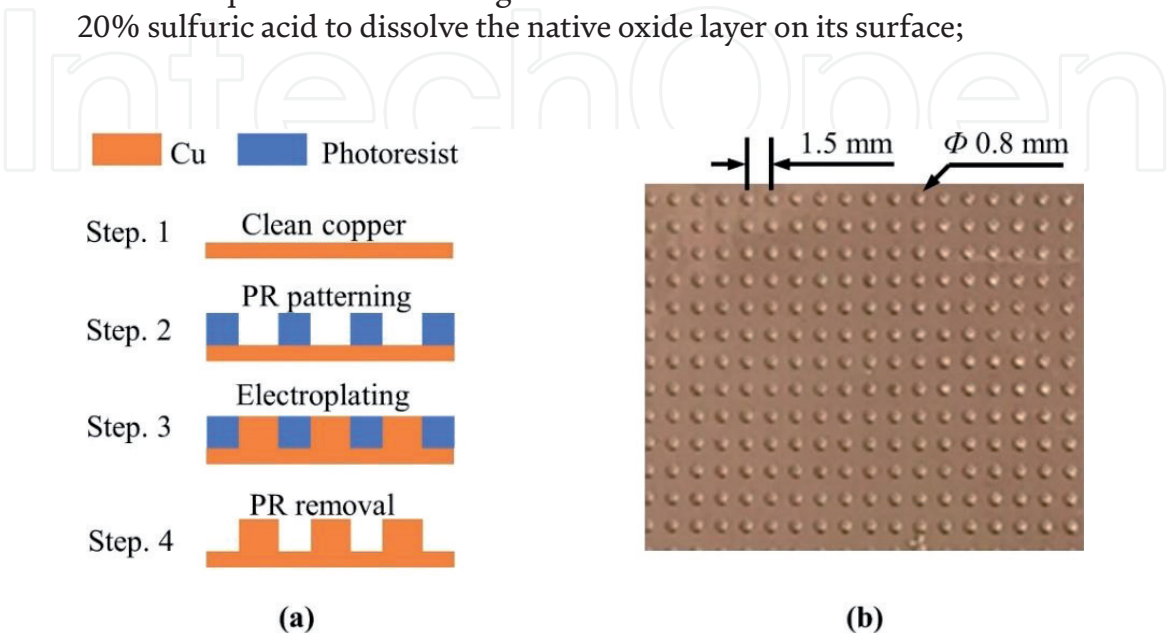 20% sulfuric acid to dissolve the native oxide layer on its surface;
IntechOpen
Cu
Photoresist
Step. 1
Clean copper
Step. 2
PR patterning
Step. 3
Electroplating
Step. 4
PR removal
(a)
1.5 mm
Φ 0.8 mm
(b)